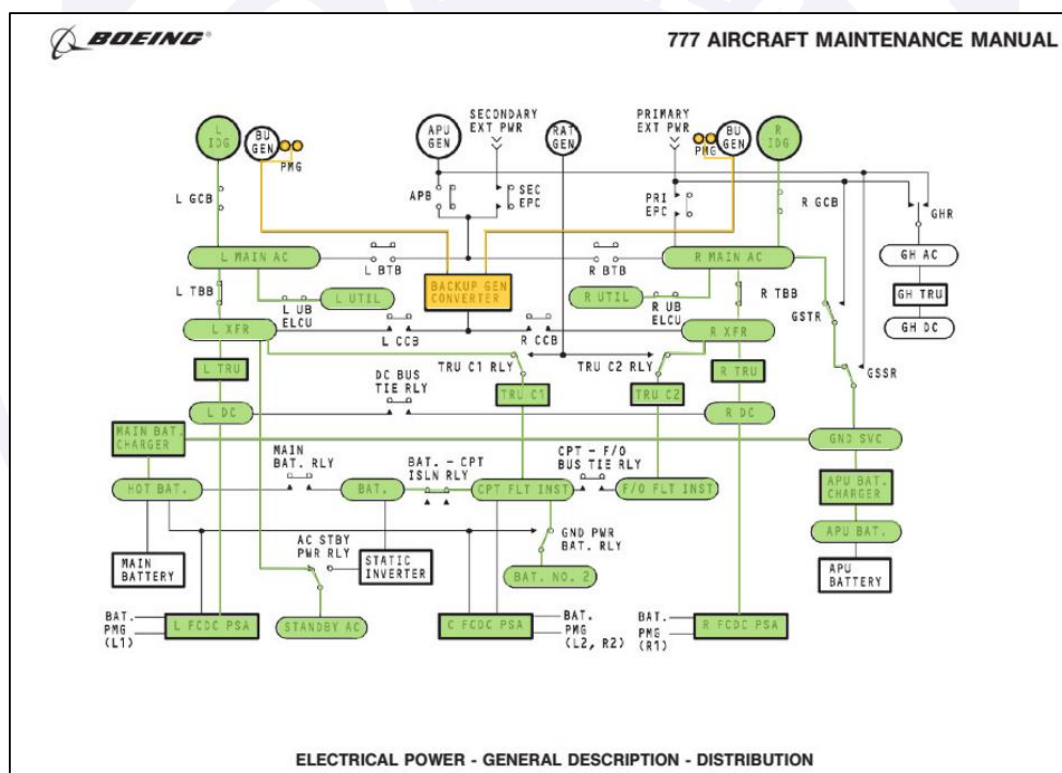 BOEING®
777 AIRCRAFT MAINTENANCE MANUAL
L
IDG
BU
GEN
PMG
APU
GEN
SECONDARY
EXT PWR
RAT
GEN
PRIMARY
EXT PWR
PMG
BU
GEN
R
IDG
L GCB
APB
SEC
EPC
PRI
EPC
R GCB
GHR
L MAIN AC
L BTB
R BTB
R MAIN AC
GH AC
L TBB
L UB
ELCU
L UTIL
BACKUP GEN
CONVERTER
R UTIL
R UB
ELCU
R TBB
GSTR
GH TRU
GH DC
L XFR
L CCB
R CCB
R XFR
L TRU
TRU C1 RLY
TRU C2 RLY
R TRU
GSSR
DC BUS
TIE RLY
TRU C1
TRU C2
L DC
R DC
MAIN BAT.
CHARGER
GND SVC
MAIN
BAT. RLY
BAT. - CPT
ISLN RLY
CPT - F/O
BUS TIE RLY
HOT BAT.
BAT.
CPT FLT INST
F/O FLT INST
APU BAT.
CHARGER
GND PWR
BAT. RLY
APU BAT.
MAIN
BATTERY
AC STBY
PWR RLY
STATIC
INVERTER
BAT. NO. 2
APU
BATTERY
BAT.
PMG
(L1)
L FCDC PSA
STANDBY AC
C FCDC PSA
BAT.
PMG
(L2, R2)
BAT.
PMG
(R1)
R FCDC PSA
ELECTRICAL POWER - GENERAL DESCRIPTION - DISTRIBUTION